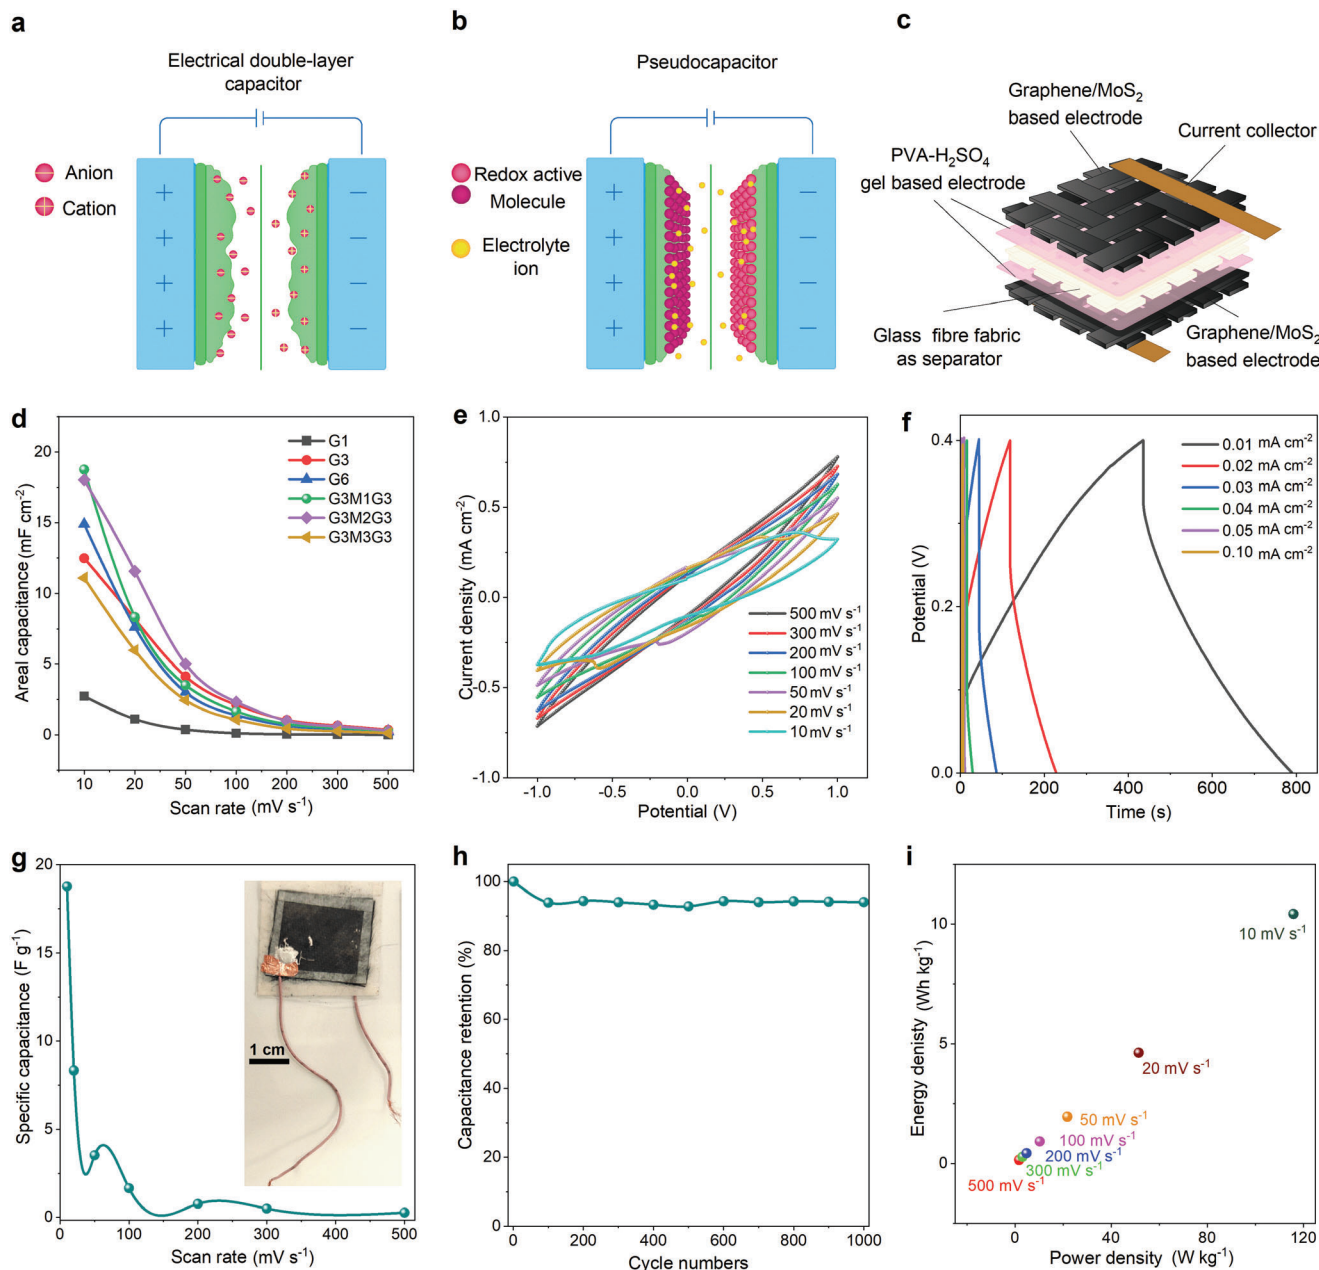 a
Electrical double-layer
capacitor
Anion
Cation
b
Pseudocapacitor
Redox active
Molecule
Electrolyte
ion
c
Graphene/MoS₂
based electrode
Current collector
PVA-H₂SO₄
gel based electrode
Glass fibre fabric
as separator
Graphene/MoS₂
based electrode
d
G1
G3
G6
G3M1G3
G3M2G3
G3M3G3
Areal capacitance (mF cm⁻²)
20
15
10
5
0
10 20 50 100 200 300 500
Scan rate (mV s⁻¹)
e
Current density (mA cm⁻²)
1.0
0.5
0.0
-0.5
-1.0
500 mV s⁻¹
300 mV s⁻¹
200 mV s⁻¹
100 mV s⁻¹
50 mV s⁻¹
20 mV s⁻¹
10 mV s⁻¹
-1.0 -0.5 0.0 0.5 1.0
Potential (V)
f
Potential (V)
0.4
0.2
0.0
0.01 mA cm⁻²
0.02 mA cm⁻²
0.03 mA cm⁻²
0.04 mA cm⁻²
0.05 mA cm⁻²
0.10 mA cm⁻²
0 200 400 600 800
Time (s)
g
Specific capacitance (F g⁻¹)
20
15
10
5
0
1 cm
0 100 200 300 400 500
Scan rate (mV s⁻¹)
h
Capacitance retention (%)
100
80
60
40
20
0
0 200 400 600 800 1000
Cycle numbers
i
Energy denisty (Wh kg⁻¹)
10
5
0
10 mV s⁻¹
20 mV s⁻¹
50 mV s⁻¹
100 mV s⁻¹
200 mV s⁻¹
300 mV s⁻¹
500 mV s⁻¹
0 40 80 120
Power density (W kg⁻¹)